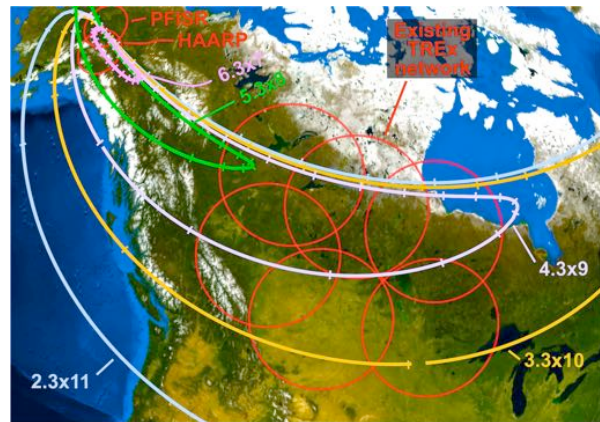 PFISR
HAARP
Existing
TREx
network
6.3x7
5.3x8
4.3x9
3.3x10
2.3x11